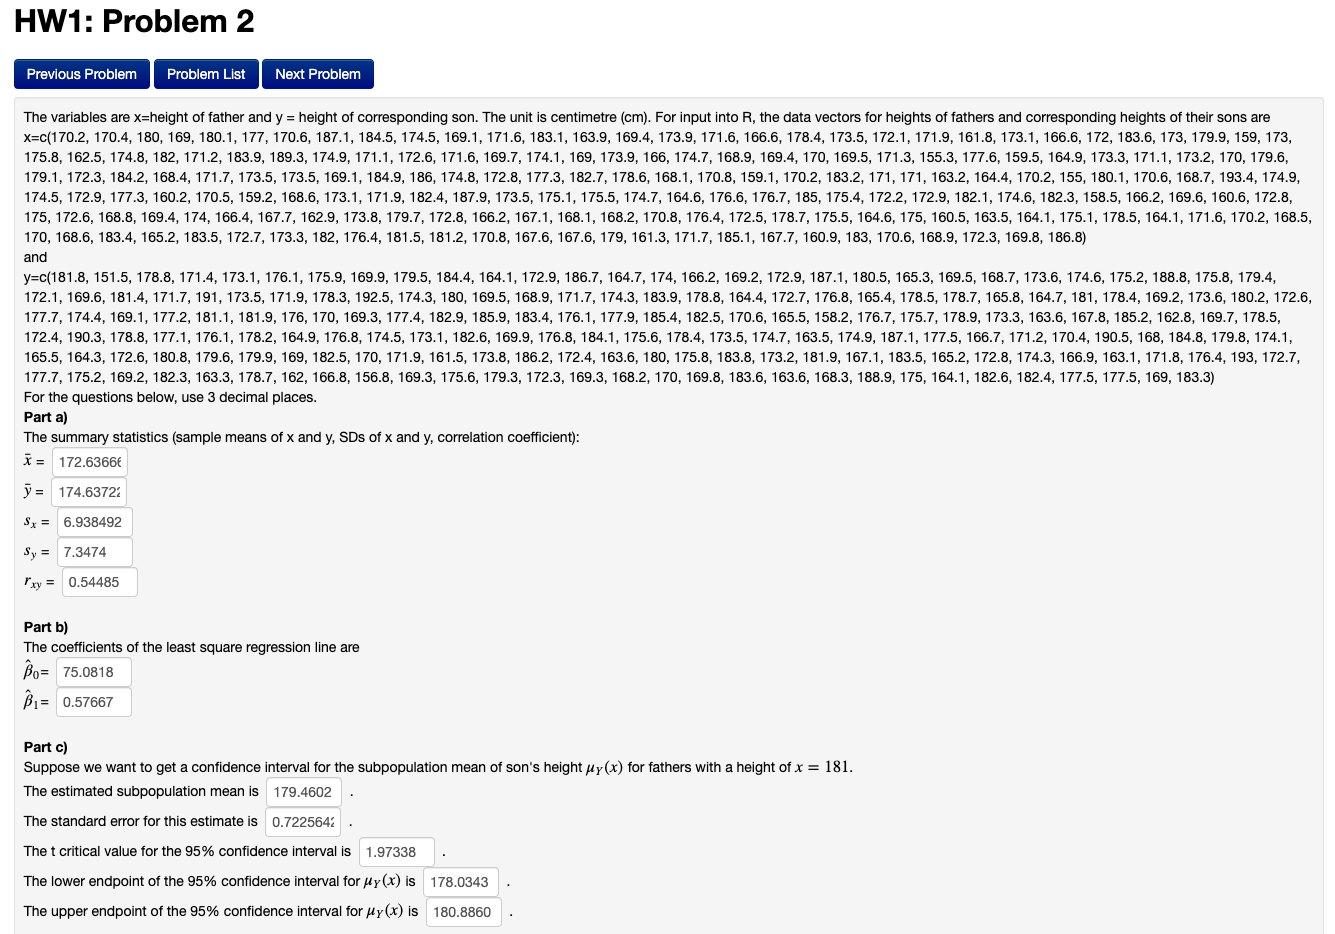 HW1: Problem 2
Previous Problem Problem List Next Problem
The variables are x=height of father and y = height of corresponding son. The unit is centimetre (cm). For input into R, the data vectors for heights of fathers and corresponding heights of their sons are
x=c(170.2, 170.4, 180, 169, 180.1, 177, 170.6, 187.1, 184.5, 174.5, 169.1, 171.6, 183.1, 163.9, 169.4, 173.9, 171.6, 166.6, 178.4, 173.5, 172.1, 171.9, 161.8, 173.1, 166.6, 172, 183.6, 173, 179.9, 159, 173,
175.8, 162.5, 174.8, 182, 171.2, 183.9, 189.3, 174.9, 171.1, 172.6, 171.6, 169.7, 174.1, 169, 173.9, 166, 174.7, 168.9, 169.4, 170, 169.5, 171.3, 155.3, 177.6, 159.5, 164.9, 173.3, 171.1, 173.2, 170, 179.6,
179.1, 172.3, 184.2, 168.4, 171.7, 173.5, 173.5, 169.1, 184.9, 186, 174.8, 172.8, 177.3, 182.7, 178.6, 168.1, 170.8, 159.1, 170.2, 183.2, 171, 171, 163.2, 164.4, 170.2, 155, 180.1, 170.6, 168.7, 193.4, 174.9,
174.5, 172.9, 177.3, 160.2, 170.5, 159.2, 168.6, 173.1, 171.9, 182.4, 187.9, 173.5, 175.1, 175.5, 174.7, 164.6, 176.6, 176.7, 185, 175.4, 172.2, 172.9, 182.1, 174.6, 182.3, 158.5, 166.2, 169.6, 160.6, 172.8,
175, 172.6, 168.8, 169.4, 174, 166.4, 167.7, 162.9, 173.8, 179.7, 172.8, 166.2, 167.1, 168.1, 168.2, 170.8, 176.4, 172.5, 178.7, 175.5, 164.6, 175, 160.5, 163.5, 164.1, 175.1, 178.5, 164.1, 171.6, 170.2, 168.5,
170, 168.6, 183.4, 165.2, 183.5, 172.7, 173.3, 182, 176.4, 181.5, 181.2, 170.8, 167.6, 167.6, 179, 161.3, 171.7, 185.1, 167.7, 160.9, 183, 170.6, 168.9, 172.3, 169.8, 186.8)
and
y=c(181.8, 151.5, 178.8, 171.4, 173.1, 176.1, 175.9, 169.9, 179.5, 184.4, 164.1, 172.9, 186.7, 164.7, 174, 166.2, 169.2, 172.9, 187.1, 180.5, 165.3, 169.5, 168.7, 173.6, 174.6, 175.2, 188.8, 175.8, 179.4,
172.1, 169.6, 181.4, 171.7, 191, 173.5, 171.9, 178.3, 192.5, 174.3, 180, 169.5, 168.9, 171.7, 174.3, 183.9, 178.8, 164.4, 172.7, 176.8, 165.4, 178.5, 178.7, 165.8, 164.7, 181, 178.4, 169.2, 173.6, 180.2, 172.6,
177.7, 174.4, 169.1, 177.2, 181.1, 181.9, 176, 170, 169.3, 177.4, 182.9, 185.9, 183.4, 176.1, 177.9, 185.4, 182.5, 170.6, 165.5, 158.2, 176.7, 175.7, 178.9, 173.3, 163.6, 167.8, 185.2, 162.8, 169.7, 178.5,
172.4, 190.3, 178.8, 177.1, 176.1, 178.2, 164.9, 176.8, 174.5, 173.1, 182.6, 169.9, 176.8, 184.1, 175.6, 178.4, 173.5, 174.7, 163.5, 174.9, 187.1, 177.5, 166.7, 171.2, 170.4, 190.5, 168, 184.8, 179.8, 174.1,
165.5, 164.3, 172.6, 180.8, 179.6, 179.9, 169, 182.5, 170, 171.9, 161.5, 173.8, 186.2, 172.4, 163.6, 180, 175.8, 183.8, 173.2, 181.9, 167.1, 183.5, 165.2, 172.8, 174.3, 166.9, 163.1, 171.8, 176.4, 193, 172.7,
177.7, 175.2, 169.2, 182.3, 163.3, 178.7, 162, 166.8, 156.8, 169.3, 175.6, 179.3, 172.3, 169.3, 168.2, 170, 169.8, 183.6, 163.6, 168.3, 188.9, 175, 164.1, 182.6, 182.4, 177.5, 177.5, 169, 183.3)
For the questions below, use 3 decimal places.
Part a)
The summary statistics (sample means of x and y, SDs of x and y, correlation coefficient):
x̄ = 172.6366
ȳ = 174.6372
sₓ = 6.938492
s_y = 7.3474
r_xy = 0.54485
Part b)
The coefficients of the least square regression line are
β̂₀= 75.0818
β̂₁= 0.57667
Part c)
Suppose we want to get a confidence interval for the subpopulation mean of son's height μ_Y(x) for fathers with a height of x = 181.
The estimated subpopulation mean is 179.4602 .
The standard error for this estimate is 0.722564 .
The t critical value for the 95% confidence interval is 1.97338 .
The lower endpoint of the 95% confidence interval for μ_Y(x) is 178.0343 .
The upper endpoint of the 95% confidence interval for μ_Y(x) is 180.8860 .